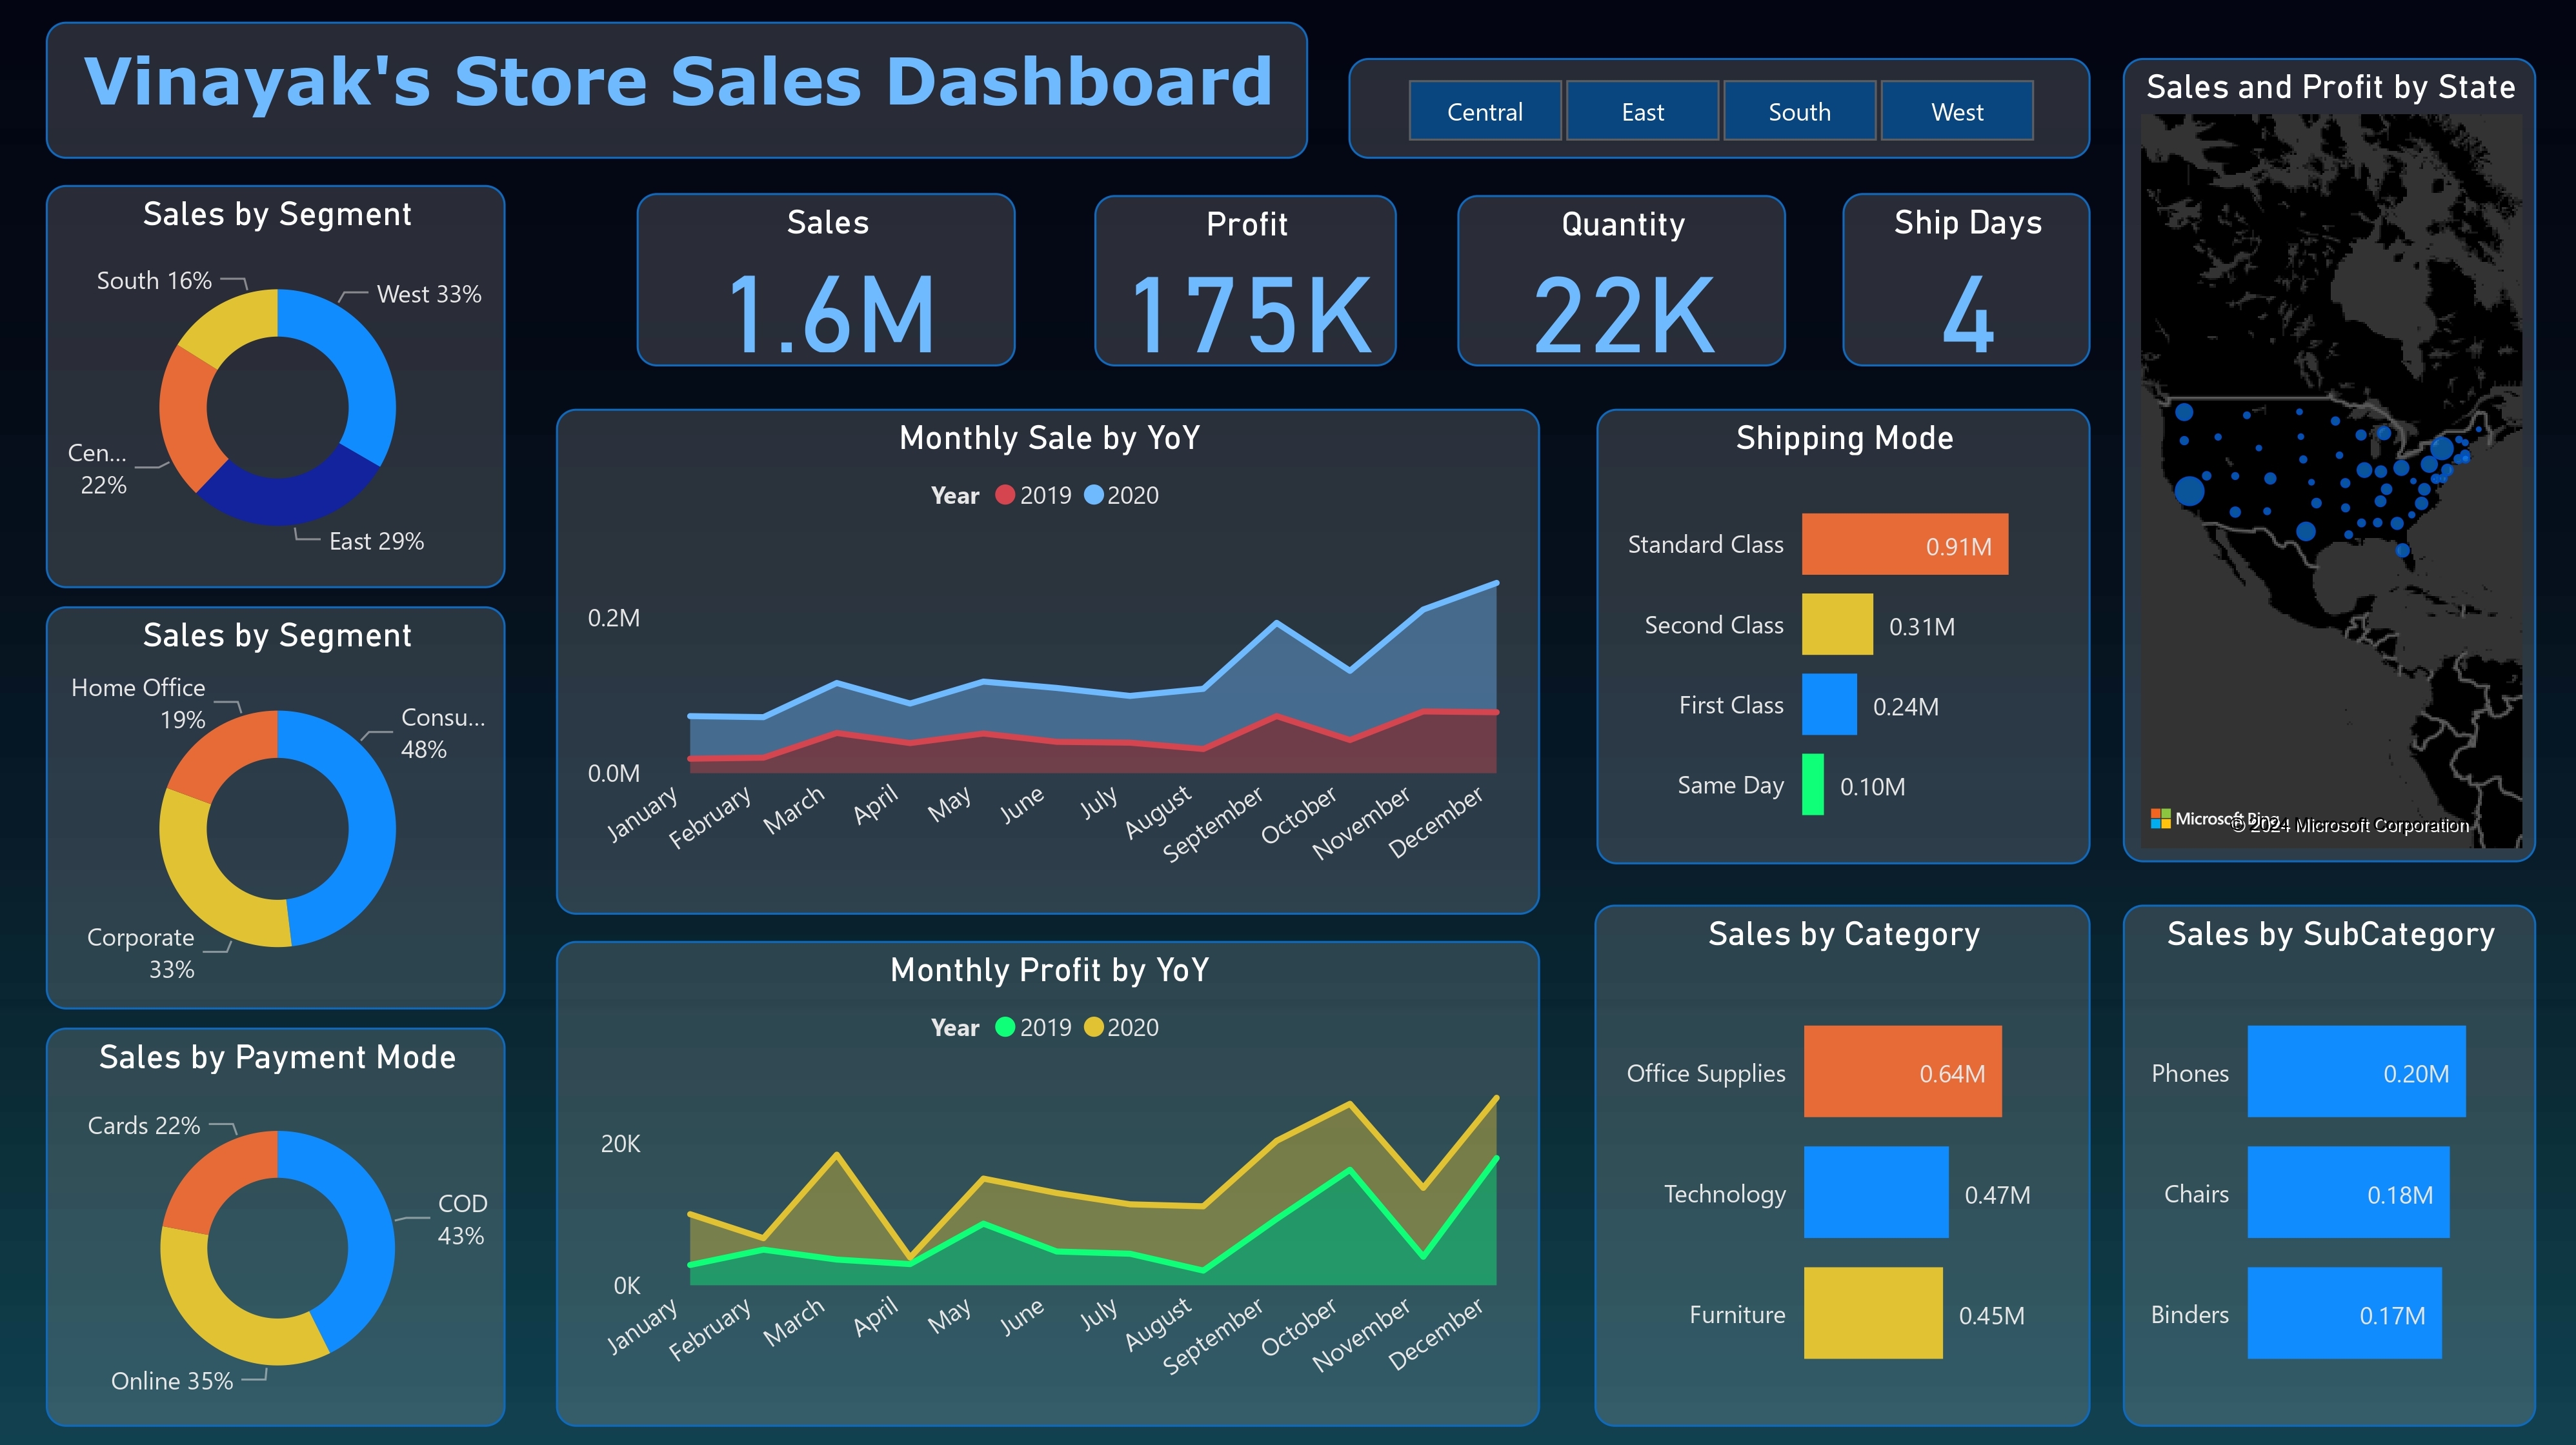 Vinayak's Store Sales Dashboard
Central
East
South
West
Sales and Profit by State
Microsoft Bing
© 2024 Microsoft Corporation
Sales by Segment
South 16%
West 33%
Cen...
22%
East 29%
Sales
1.6M
Profit
175K
Quantity
22K
Ship Days
4
Monthly Sale by YoY
Year 2019 2020
0.2M
0.0M
January
February
March
April
May
June
July
August
September
October
November
December
Shipping Mode
Standard Class 0.91M
Second Class 0.31M
First Class 0.24M
Same Day 0.10M
Sales by Segment
Home Office
19%
Consu...
48%
Corporate
33%
Sales by Payment Mode
Cards 22%
COD
43%
Online 35%
Monthly Profit by YoY
Year 2019 2020
20K
0K
January
February
March
April
May
June
July
August
September
October
November
December
Sales by Category
Office Supplies 0.64M
Technology 0.47M
Furniture 0.45M
Sales by SubCategory
Phones 0.20M
Chairs 0.18M
Binders 0.17M